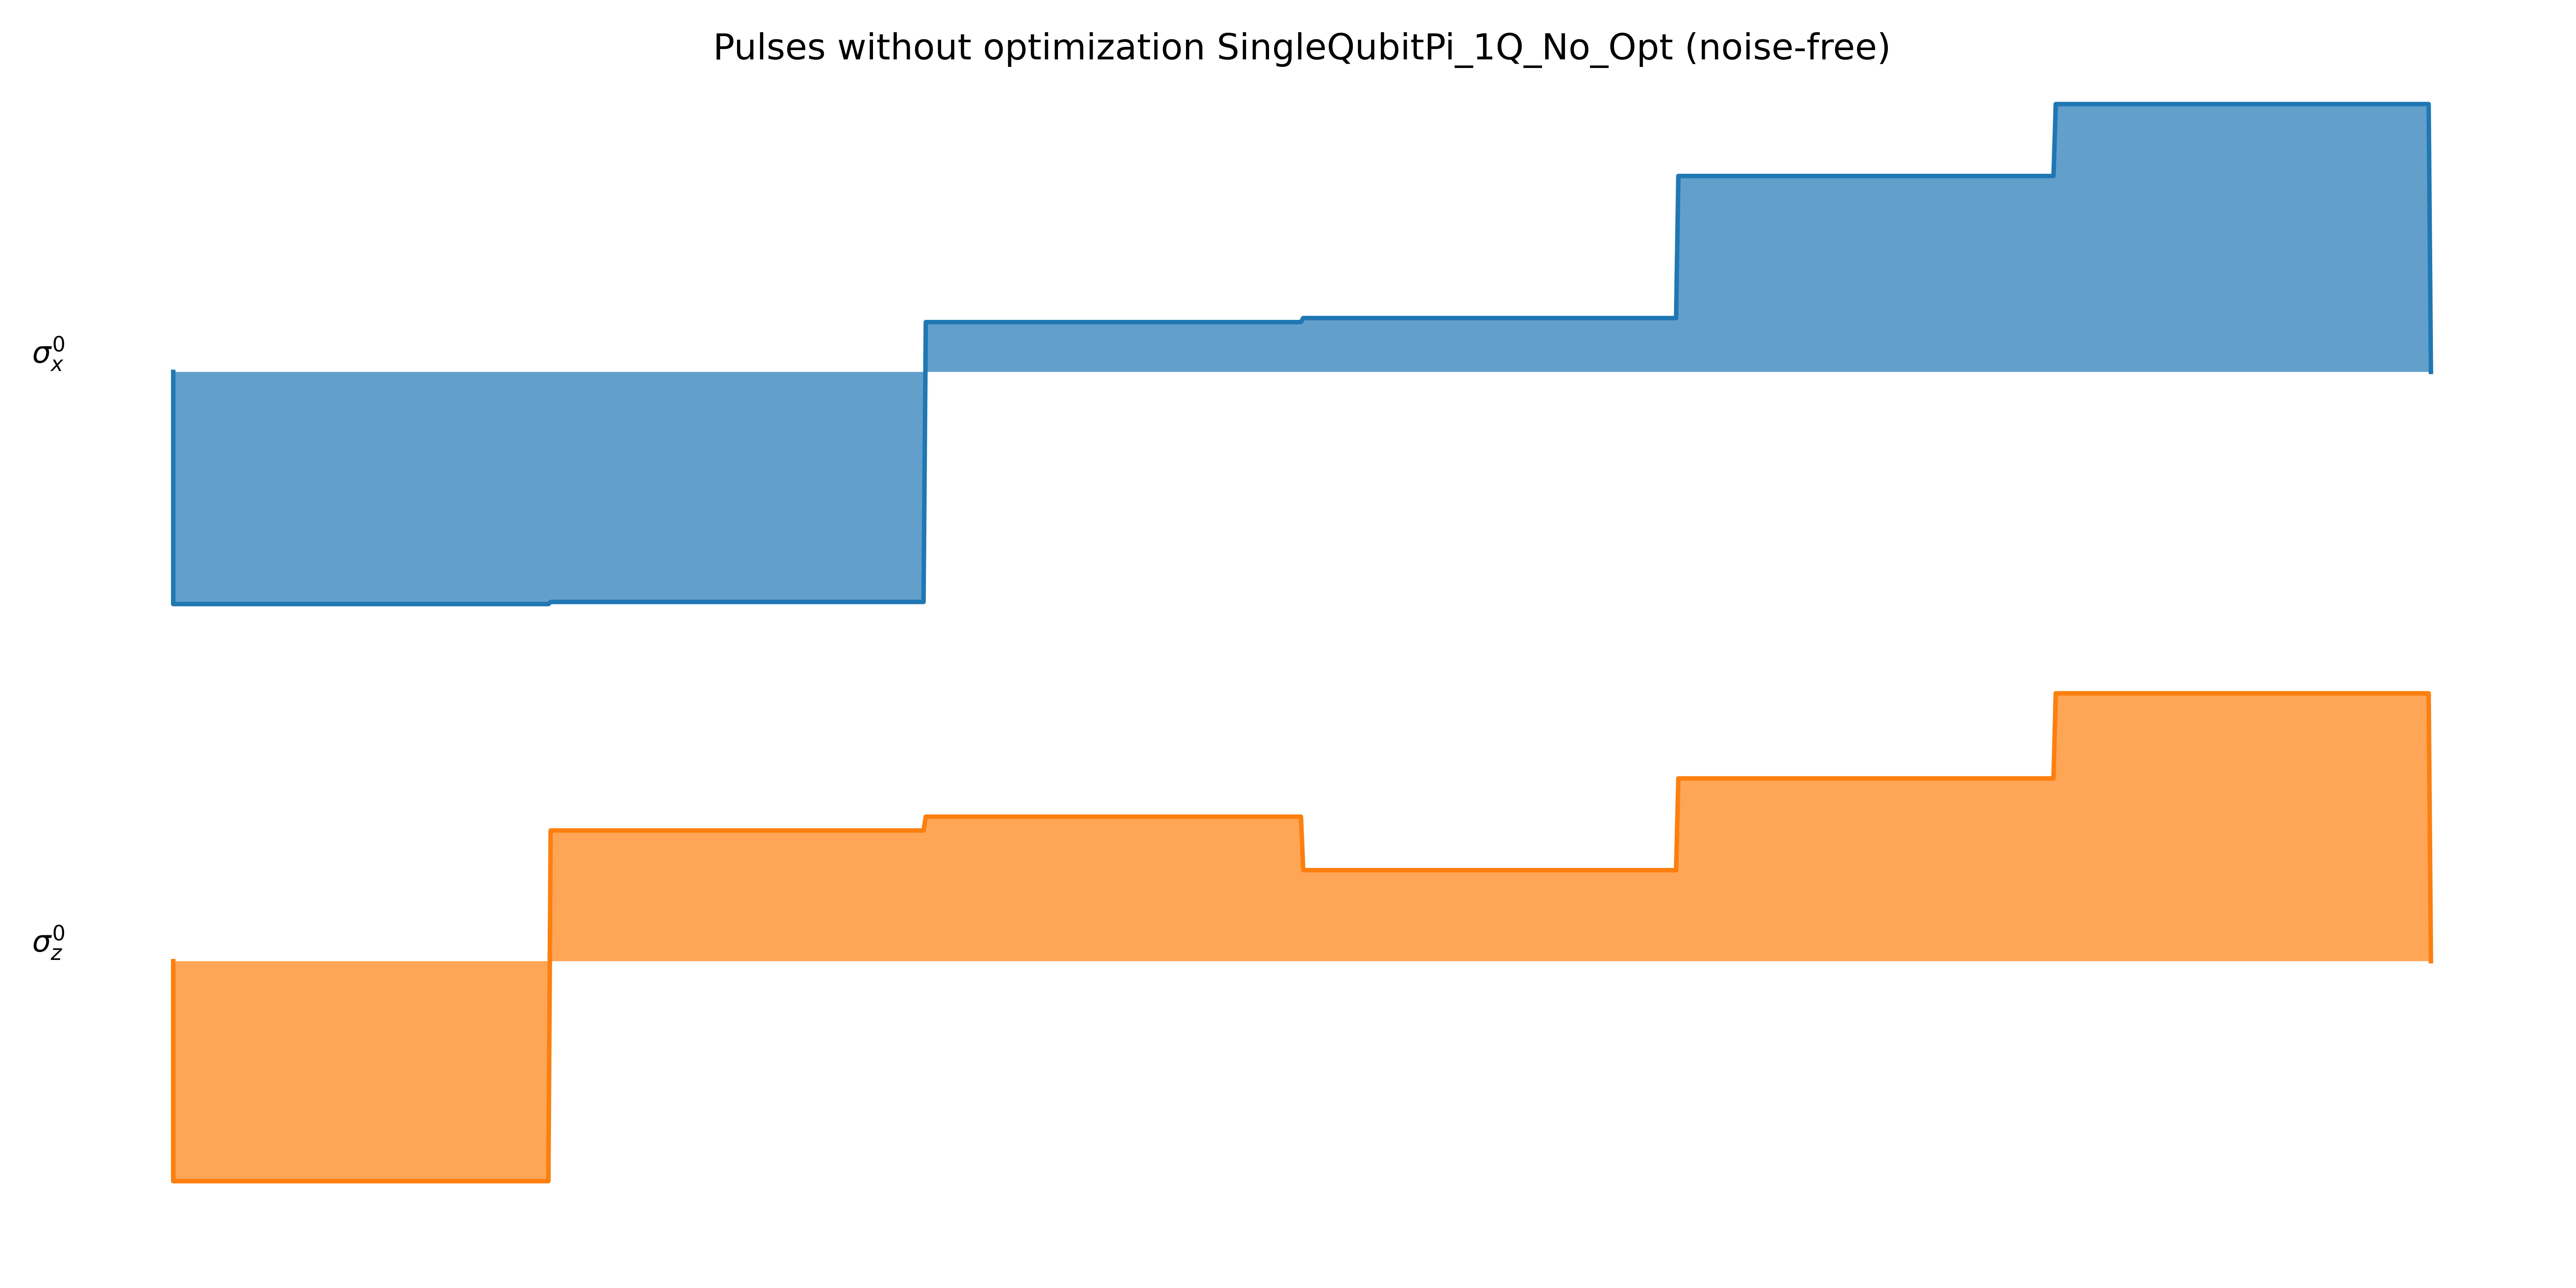 Pulses without optimization SingleQubitPi_1Q_No_Opt (noise-free)
σ_x^0
σ_z^0